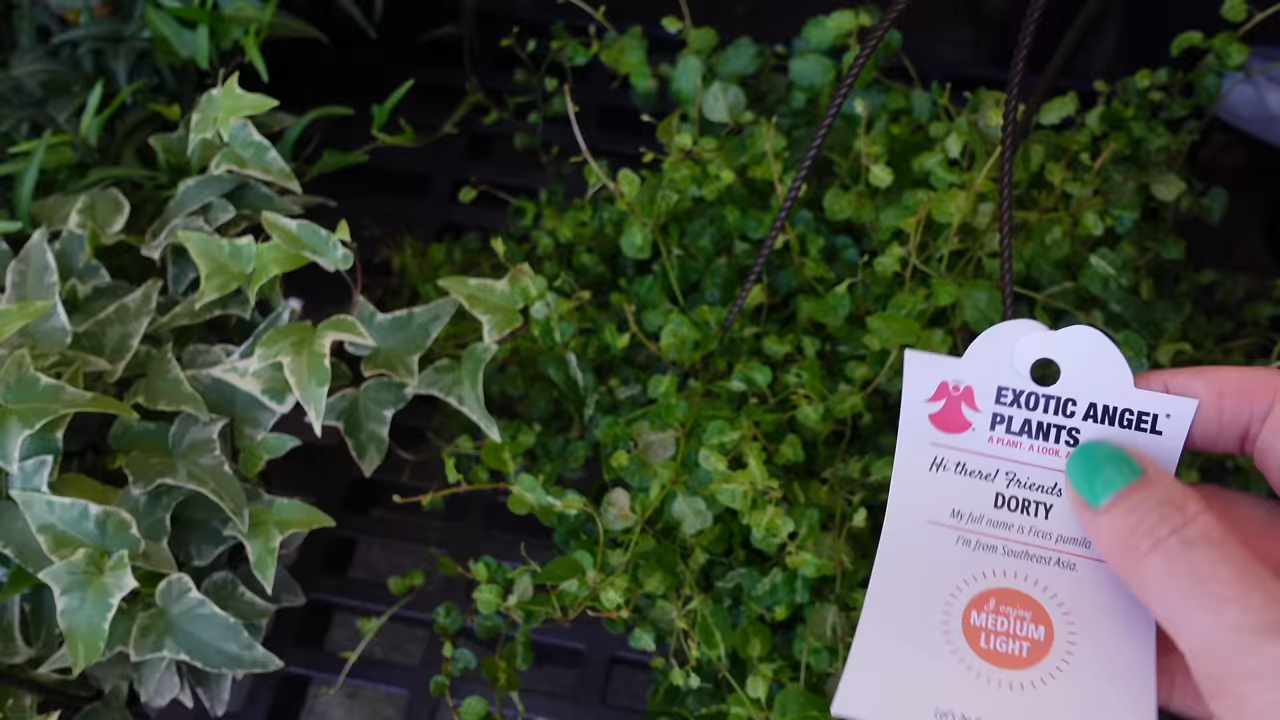 EXOTIC ANGEL®
PLANTS
A PLANT. A LOOK.
Hi there! Friends
DORTY
My full name is Ficus pumila
I'm from Southeast Asia.
I enjoy
MEDIUM
LIGHT